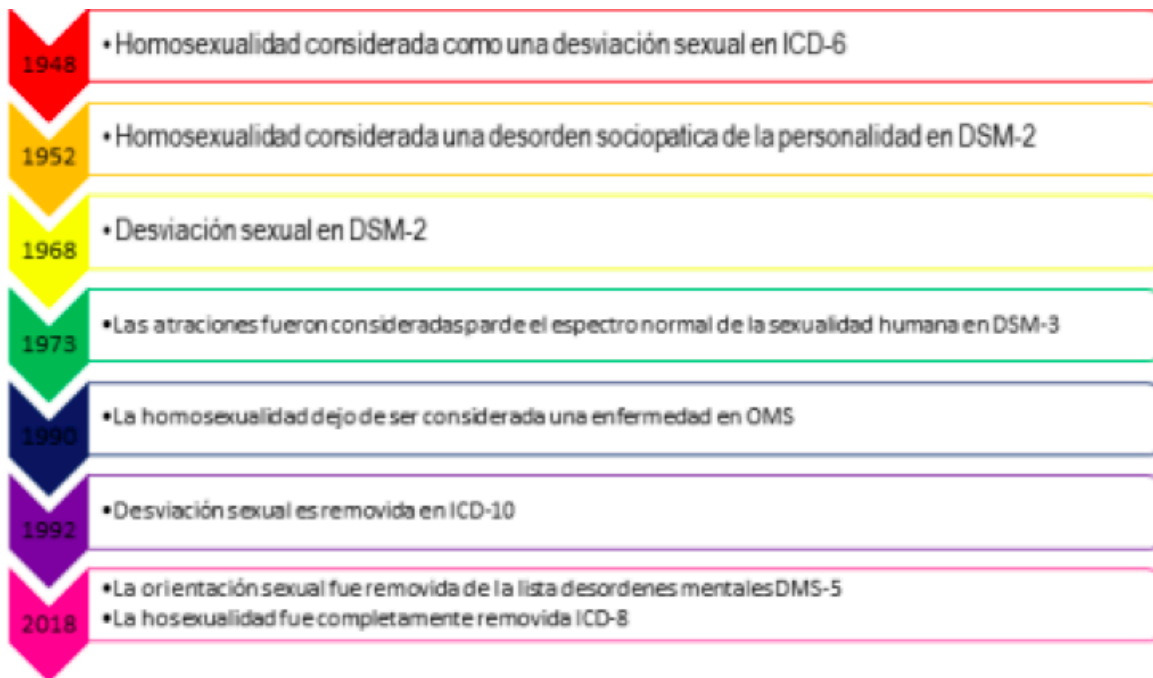 1948
• Homosexualidad considerada como una desviación sexual en ICD-6
1952
• Homosexualidad considerada una desorden sociopatica de la personalidad en DSM-2
1968
• Desviación sexual en DSM-2
1973
•Las atraciones fueron consideradasparde el espectro normal de la sexualidad humana en DSM-3
1990
•La homosexualidad dejo de ser considerada una enfermedad en OMS
1992
•Desviación sexual es removida en ICD-10
2018
•La orientación sexual fue removida de la lista desordenes mentalesDMS-5
•La hosexualidad fue completamente removida ICD-8